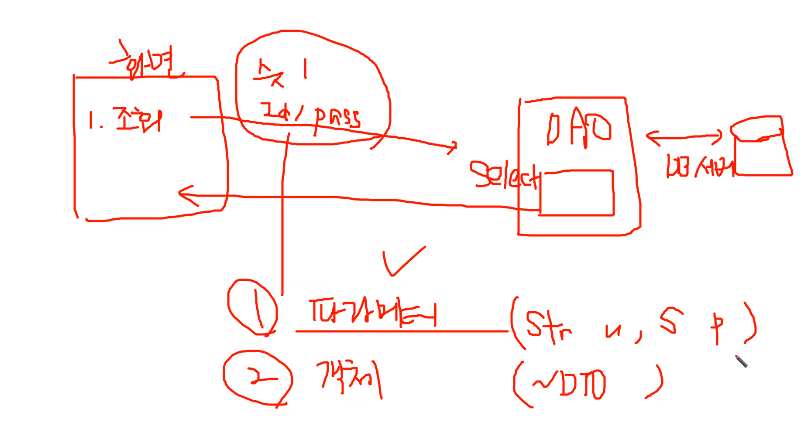 화면
숫 1
Id/pass
1. 조회
DAO
Select
DB서버
1 파라메터 (Str u, S p)
2 객체 (~DTO )